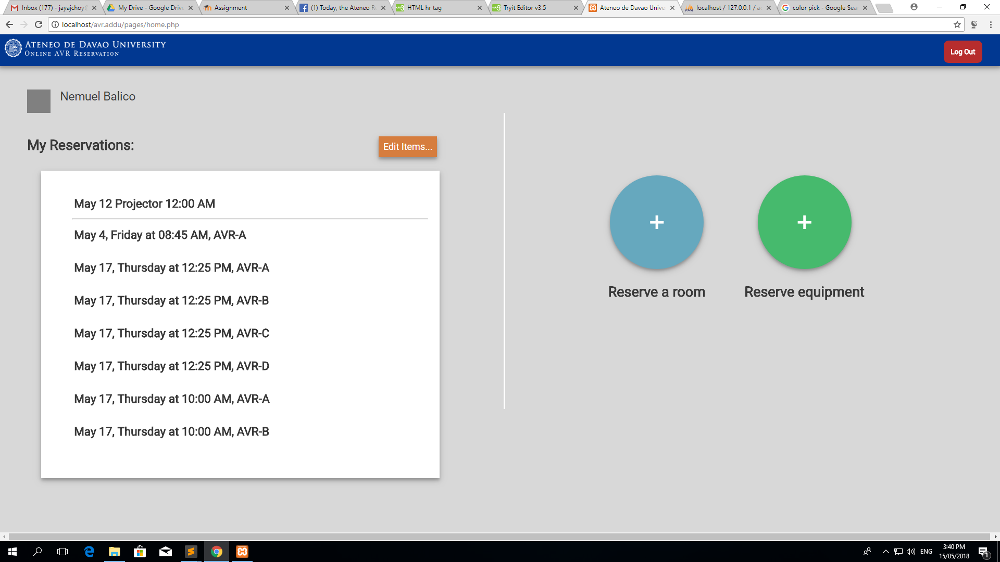 Inbox (177) - jayajchoy
My Drive - Google Driv
Assignment
(1) Today, the Ateneo R
HTML hr tag
Tryit Editor v3.5
Ateneo de Davao Unive
localhost / 127.0.0.1 / a
color pick - Google Sea
localhost/avr.addu/pages/home.php
Ateneo de Davao University
Online AVR Reservation
Log Out
Nemuel Balico
My Reservations:
Edit Items...
May 12 Projector 12:00 AM
May 4, Friday at 08:45 AM, AVR-A
May 17, Thursday at 12:25 PM, AVR-A
May 17, Thursday at 12:25 PM, AVR-B
May 17, Thursday at 12:25 PM, AVR-C
May 17, Thursday at 12:25 PM, AVR-D
May 17, Thursday at 10:00 AM, AVR-A
May 17, Thursday at 10:00 AM, AVR-B
+
+
Reserve a room
Reserve equipment
ENG
3:40 PM
15/05/2018
1